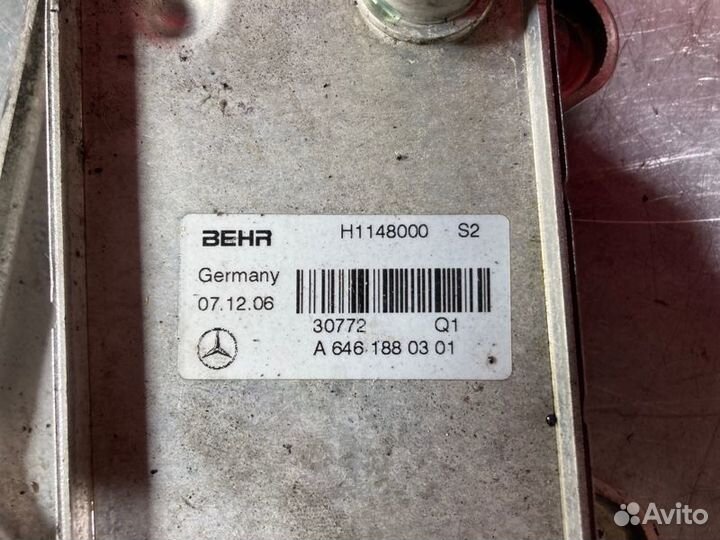 BEHR H1148000 S2
Germany
07.12.06
30772 Q1
A 646 188 03 01
Avito